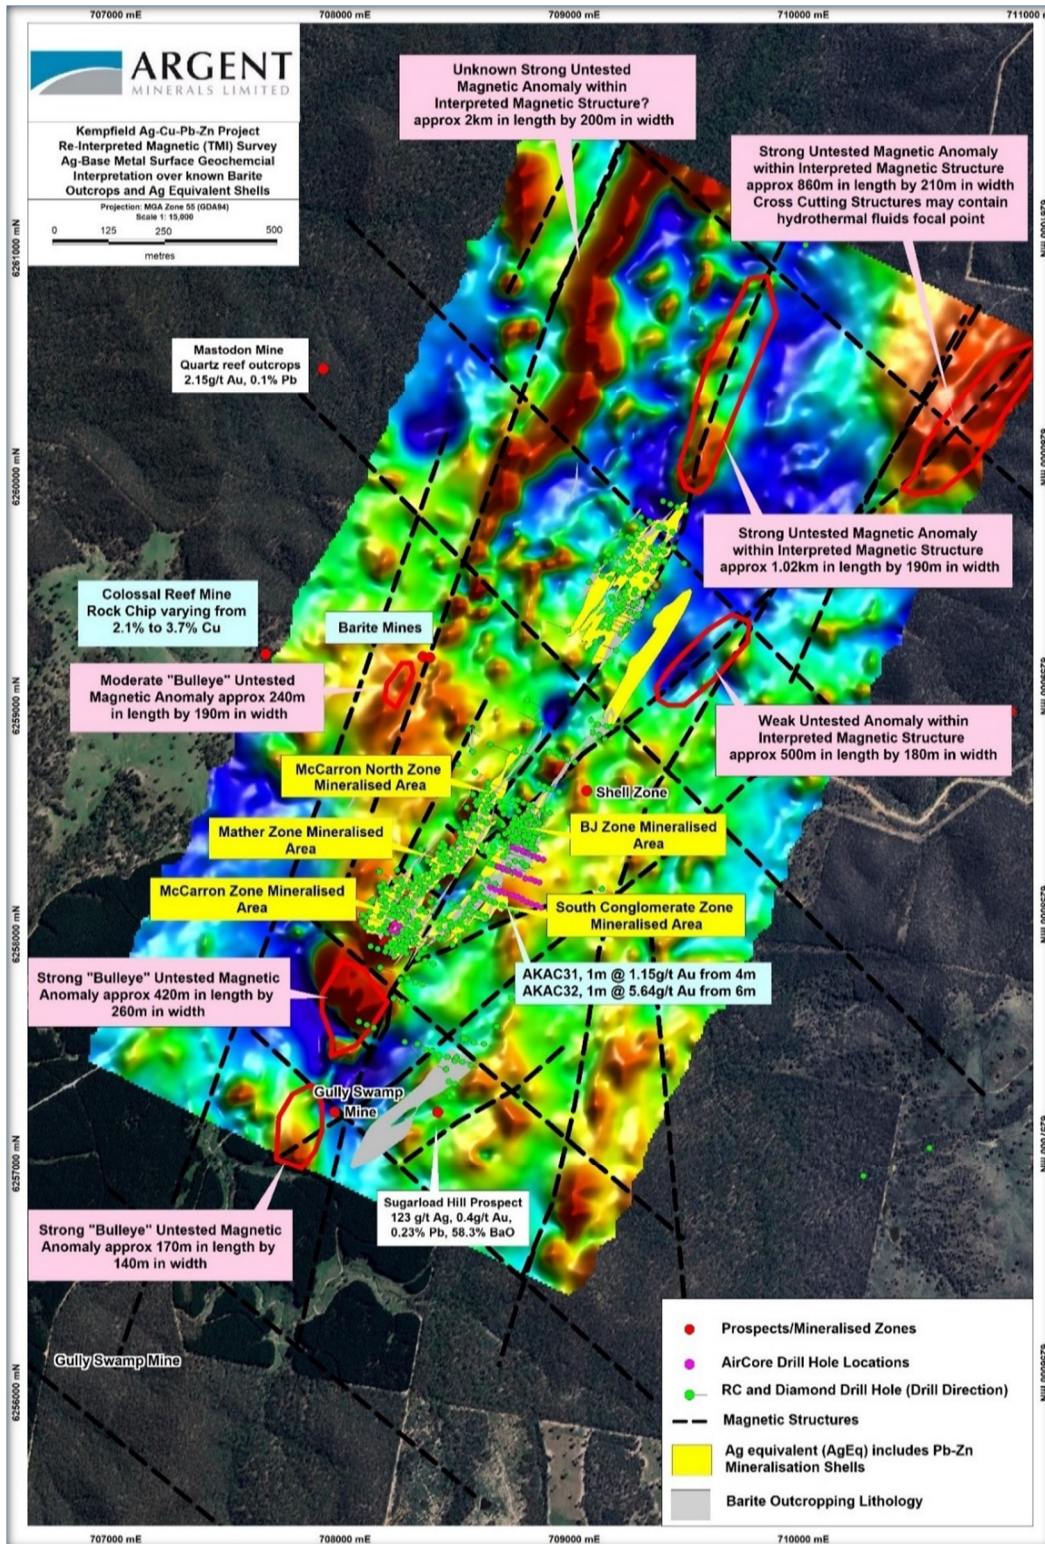 707000 mE
708000 mE
709000 mE
710000 mE
711000 m
ARGENT
MINERALS LIMITED
Kempfield Ag-Cu-Pb-Zn Project
Re-Interpreted Magnetic (TMI) Survey
Ag-Base Metal Surface Geochemcial
Interpretation over known Barite
Outcrops and Ag Equivalent Shells
Projection: MGA Zone 55 (GDA94)
Scale 1: 15,000
0 125 250 500
metres
Unknown Strong Untested
Magnetic Anomaly within
Interpreted Magnetic Structure?
approx 2km in length by 200m in width
Strong Untested Magnetic Anomaly
within Interpreted Magnetic Structure
approx 860m in length by 210m in width
Cross Cutting Structures may contain
hydrothermal fluids focal point
6261000 mN
Mastodon Mine
Quartz reef outcrops
2.15g/t Au, 0.1% Pb
6260000 mN
Strong Untested Magnetic Anomaly
within Interpreted Magnetic Structure
approx 1.02km in length by 190m in width
Colossal Reef Mine
Rock Chip varying from
2.1% to 3.7% Cu
Barite Mines
Moderate "Bulleye" Untested
Magnetic Anomaly approx 240m
in length by 190m in width
6259000 mN
Weak Untested Anomaly within
Interpreted Magnetic Structure
approx 500m in length by 180m in width
McCarron North Zone
Mineralised Area
Shell Zone
Mather Zone Mineralised
Area
BJ Zone Mineralised
Area
McCarron Zone Mineralised
Area
South Conglomerate Zone
Mineralised Area
6258000 mN
AKAC31, 1m @ 1.15g/t Au from 4m
AKAC32, 1m @ 5.64g/t Au from 6m
Strong "Bulleye" Untested Magnetic
Anomaly approx 420m in length by
260m in width
Gully Swamp
Mine
6257000 mN
Sugarload Hill Prospect
123 g/t Ag, 0.4g/t Au,
0.23% Pb, 58.3% BaO
Strong "Bulleye" Untested Magnetic
Anomaly approx 170m in length by
140m in width
Gully Swamp Mine
6256000 mN
Prospects/Mineralised Zones
AirCore Drill Hole Locations
RC and Diamond Drill Hole (Drill Direction)
Magnetic Structures
Ag equivalent (AgEq) includes Pb-Zn
Mineralisation Shells
Barite Outcropping Lithology
707000 mE
708000 mE
709000 mE
710000 mE